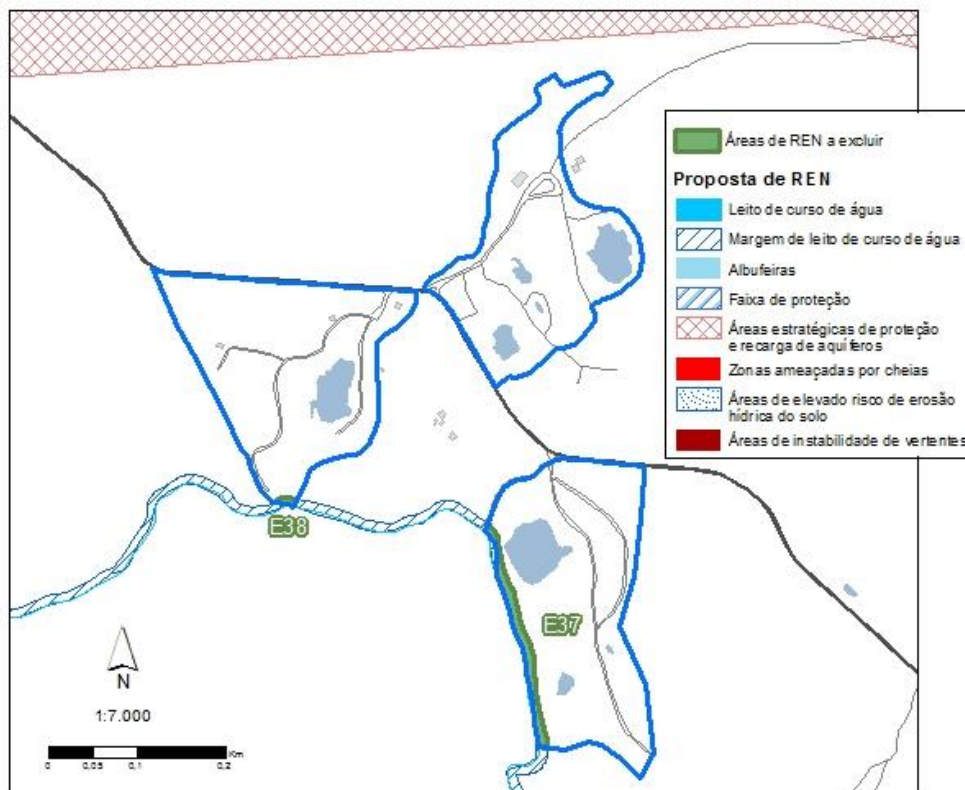 Áreas de REN a excluir
Proposta de REN
Leito de curso de água
Margem de leito de curso de água
Albufeiras
Faixa de proteção
Áreas estratégicas de proteção
e recarga de aquíferos
Zonas ameaçadas por cheias
Áreas de elevado risco de erosão
hídrica do solo
Áreas de instabilidade de vertentes
E38
E37
N
1:7.000
Km
0 0,05 0,1 0,2